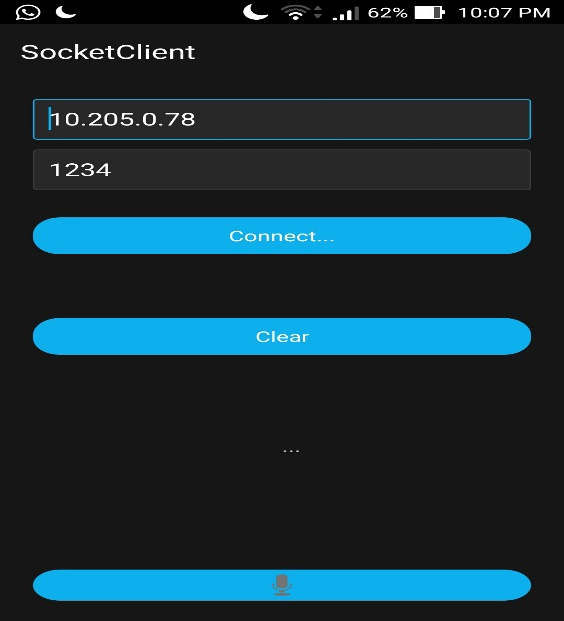 62% 10:07 PM
SocketClient
10.205.0.78
1234
Connect...
Clear
...